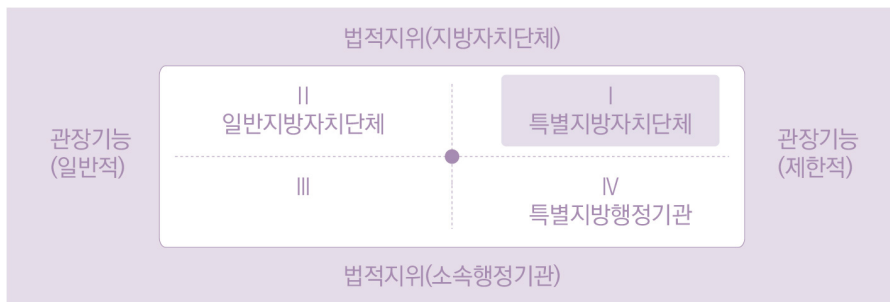 법적지위(지방자치단체)
관장기능
(일반적)
Ⅱ
일반지방자치단체
Ⅰ
특별지방자치단체
Ⅲ
Ⅳ
특별지방행정기관
관장기능
(제한적)
법적지위(소속행정기관)